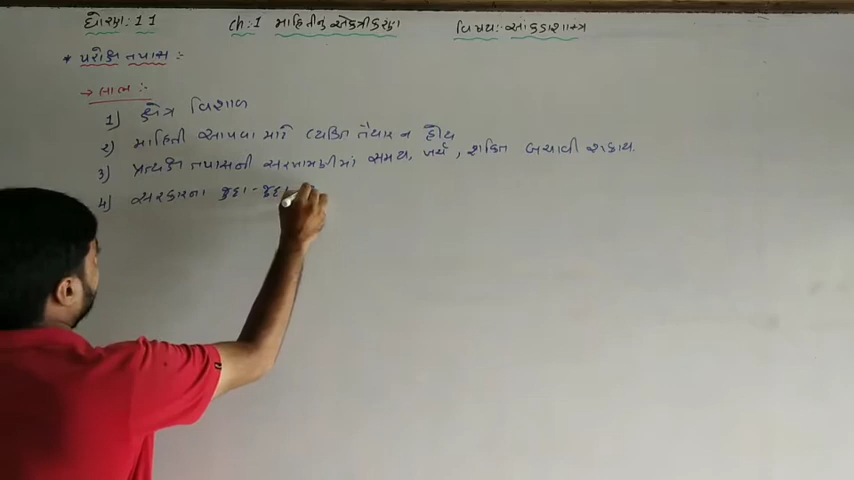 ધોરણ: 11 Ch: 1 માહિતીનું એકત્રીકરણ વિષય: આંકડાશાસ્ત્ર
* પરોક્ષ તપાસ :-
→ લાભ :-
1) ક્ષેત્ર વિશાળ
2) માહિતી આપવા માટે વ્યક્તિ તૈયાર ન હોય
3) પ્રત્યક્ષ તપાસની સરખામણીમાં સમય, ખર્ચ, શક્તિ બચાવી શકાય.
4) સરકારના જુદા-જુદા